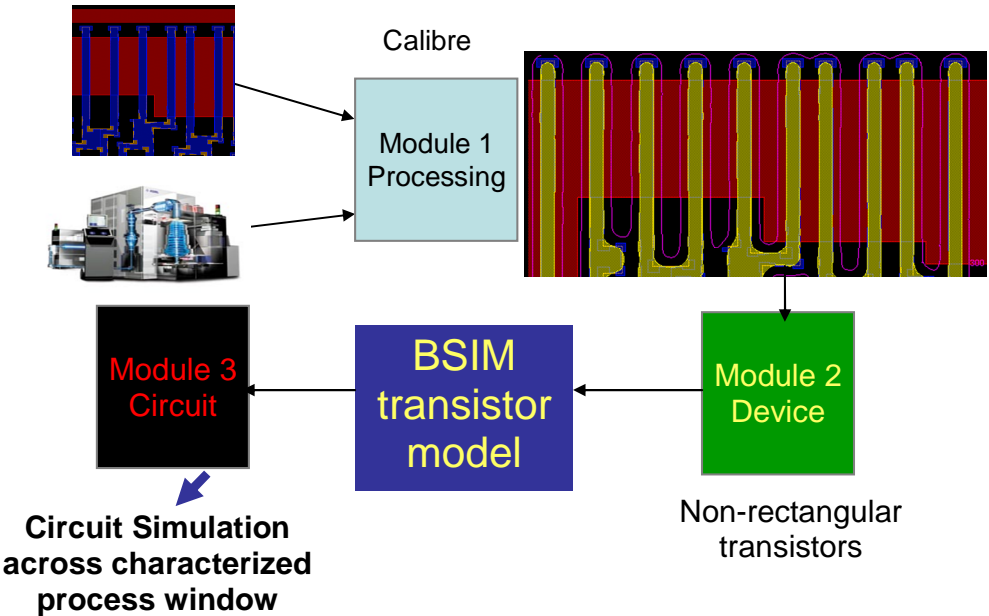 Calibre
Module 1
Processing
Module 3
Circuit
BSIM
transistor
model
Module 2
Device
Non-rectangular
transistors
Circuit Simulation
across characterized
process window